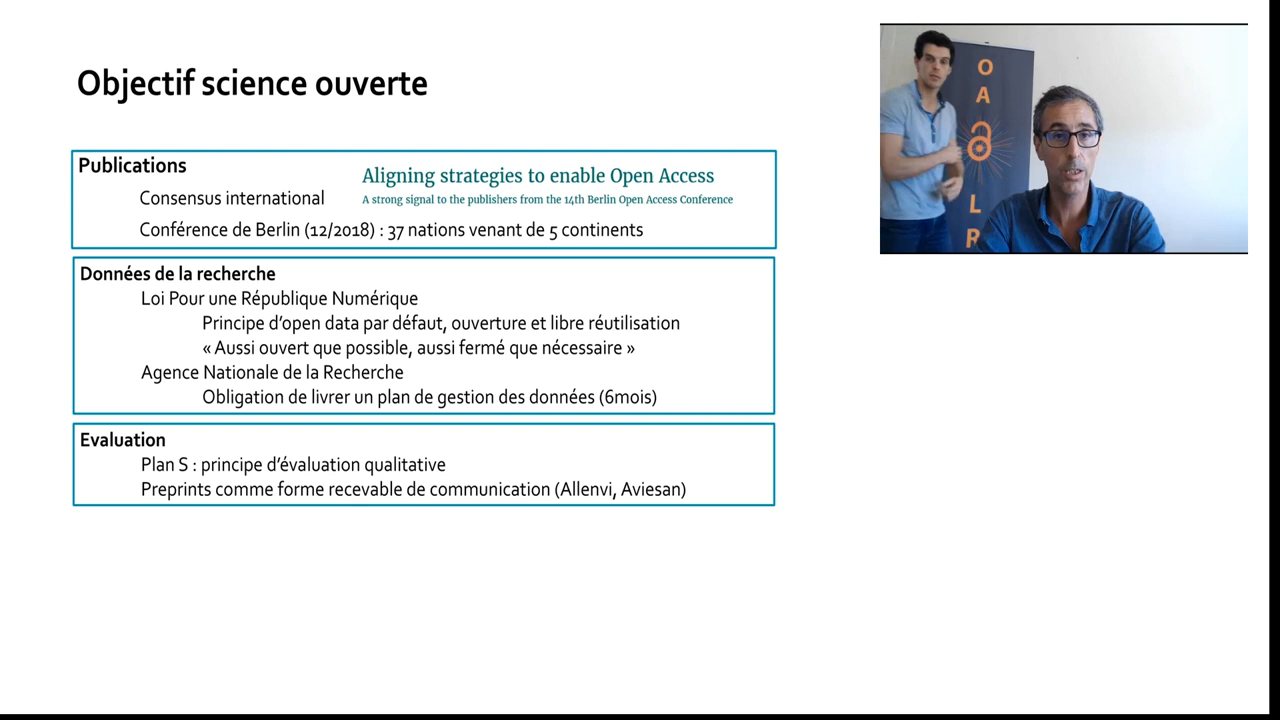 Objectif science ouverte
Publications
Aligning strategies to enable Open Access
Consensus international
A strong signal to the publishers from the 14th Berlin Open Access Conference
Conférence de Berlin (12/2018) : 37 nations venant de 5 continents
Données de la recherche
Loi Pour une République Numérique
Principe d'open data par défaut, ouverture et libre réutilisation
« Aussi ouvert que possible, aussi fermé que nécessaire »
Agence Nationale de la Recherche
Obligation de livrer un plan de gestion des données (6mois)
Evaluation
Plan S : principe d'évaluation qualitative
Preprints comme forme recevable de communication (Allenvi, Aviesan)
O
A
L
R